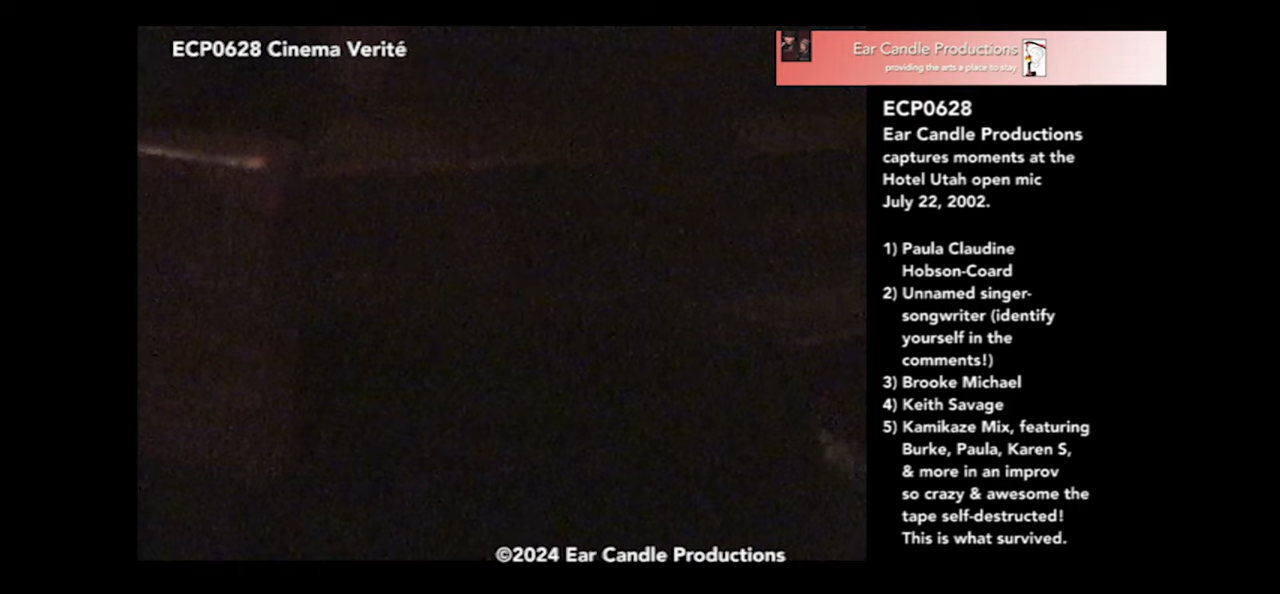 ECP0628 Cinema Verité
Ear Candle Productions
providing the arts a place to stay
ECP0628
Ear Candle Productions
captures moments at the
Hotel Utah open mic
July 22, 2002.
1) Paula Claudine
Hobson-Coard
2) Unnamed singer-
songwriter (identify
yourself in the
comments!)
3) Brooke Michael
4) Keith Savage
5) Kamikaze Mix, featuring
Burke, Paula, Karen S,
& more in an improv
so crazy & awesome the
tape self-destructed!
This is what survived.
©2024 Ear Candle Productions